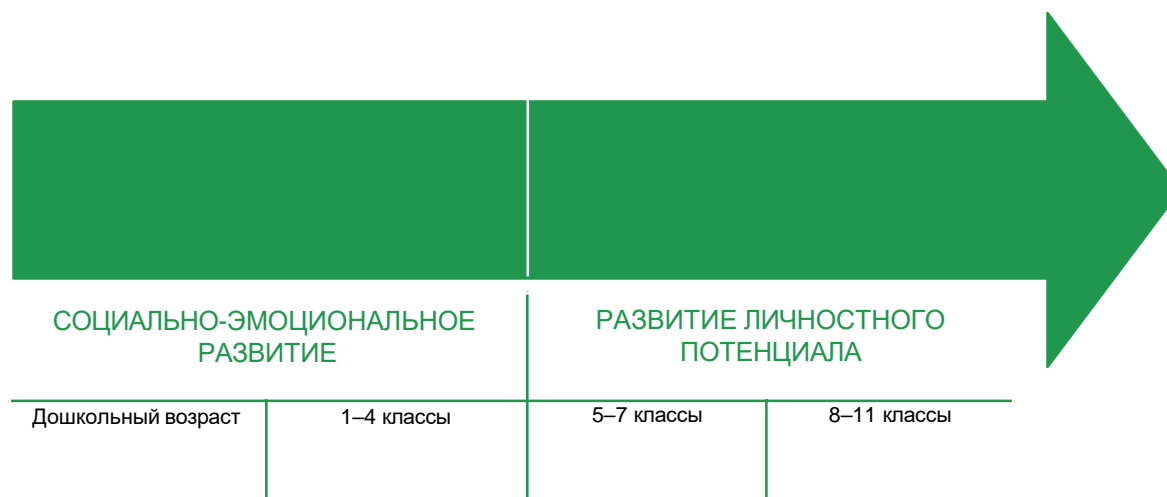 СОЦИАЛЬНО-ЭМОЦИОНАЛЬНОЕ
РАЗВИТИЕ
РАЗВИТИЕ ЛИЧНОСТНОГО
ПОТЕНЦИАЛА
Дошкольный возраст
1–4 классы
5–7 классы
8–11 классы